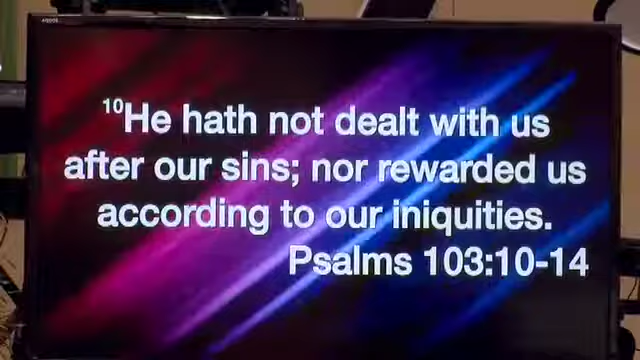 ¹⁰He hath not dealt with us
after our sins; nor rewarded us
according to our iniquities.
Psalms 103:10-14